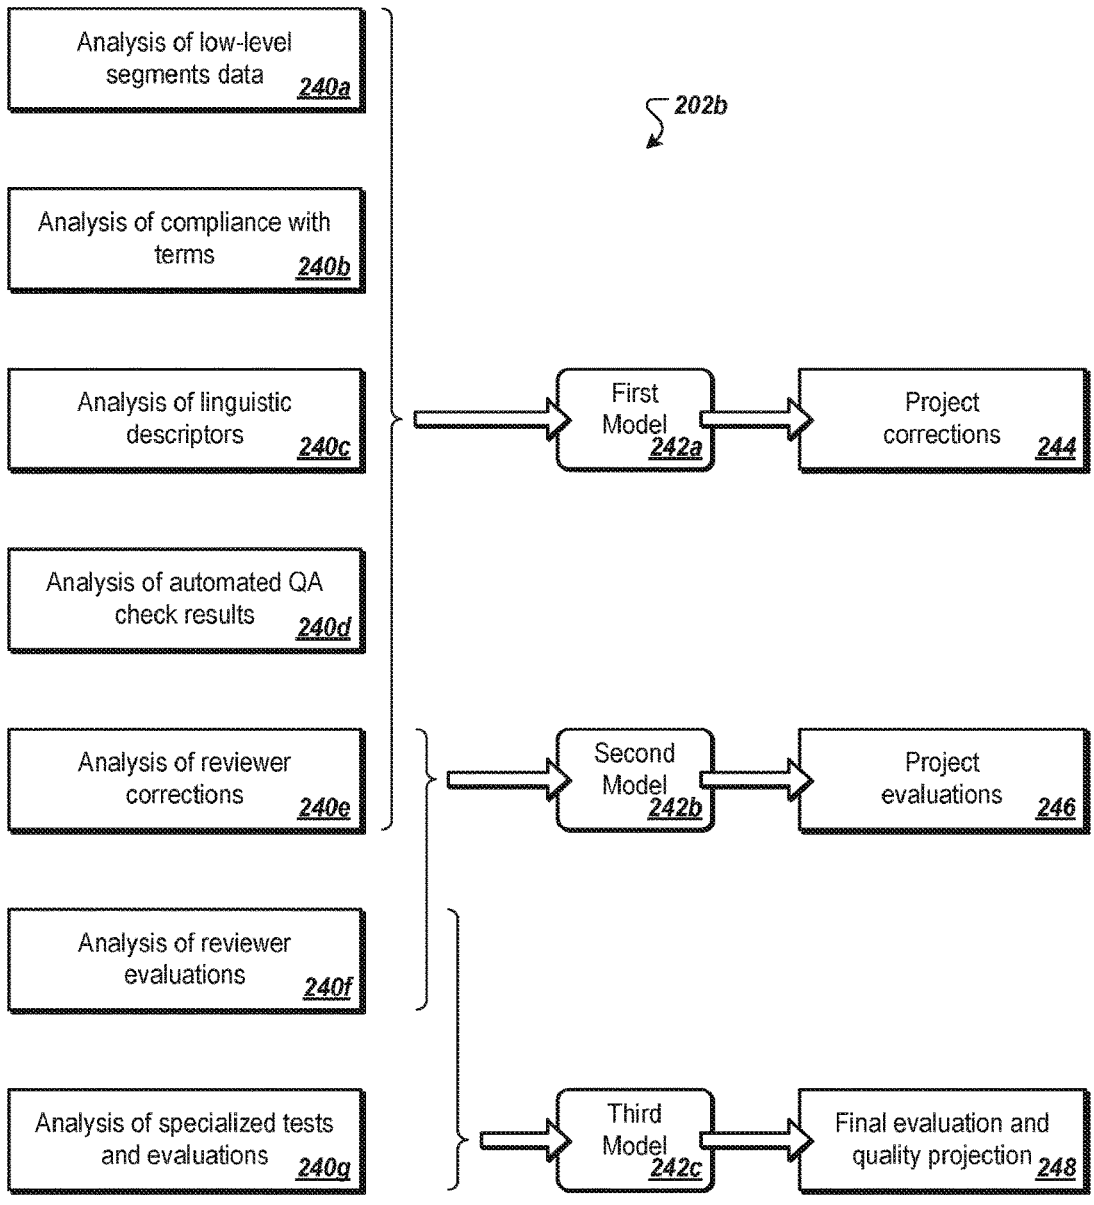 Analysis of low-level
segments data
240a
202b
Analysis of compliance with
terms
240b
Analysis of linguistic
descriptors
240c
First
Model
242a
Project
corrections
244
Analysis of automated QA
check results
240d
Analysis of reviewer
corrections
240e
Second
Model
242b
Project
evaluations
246
Analysis of reviewer
evaluations
240f
Analysis of specialized tests
and evaluations
240g
Third
Model
242c
Final evaluation and
quality projection
248